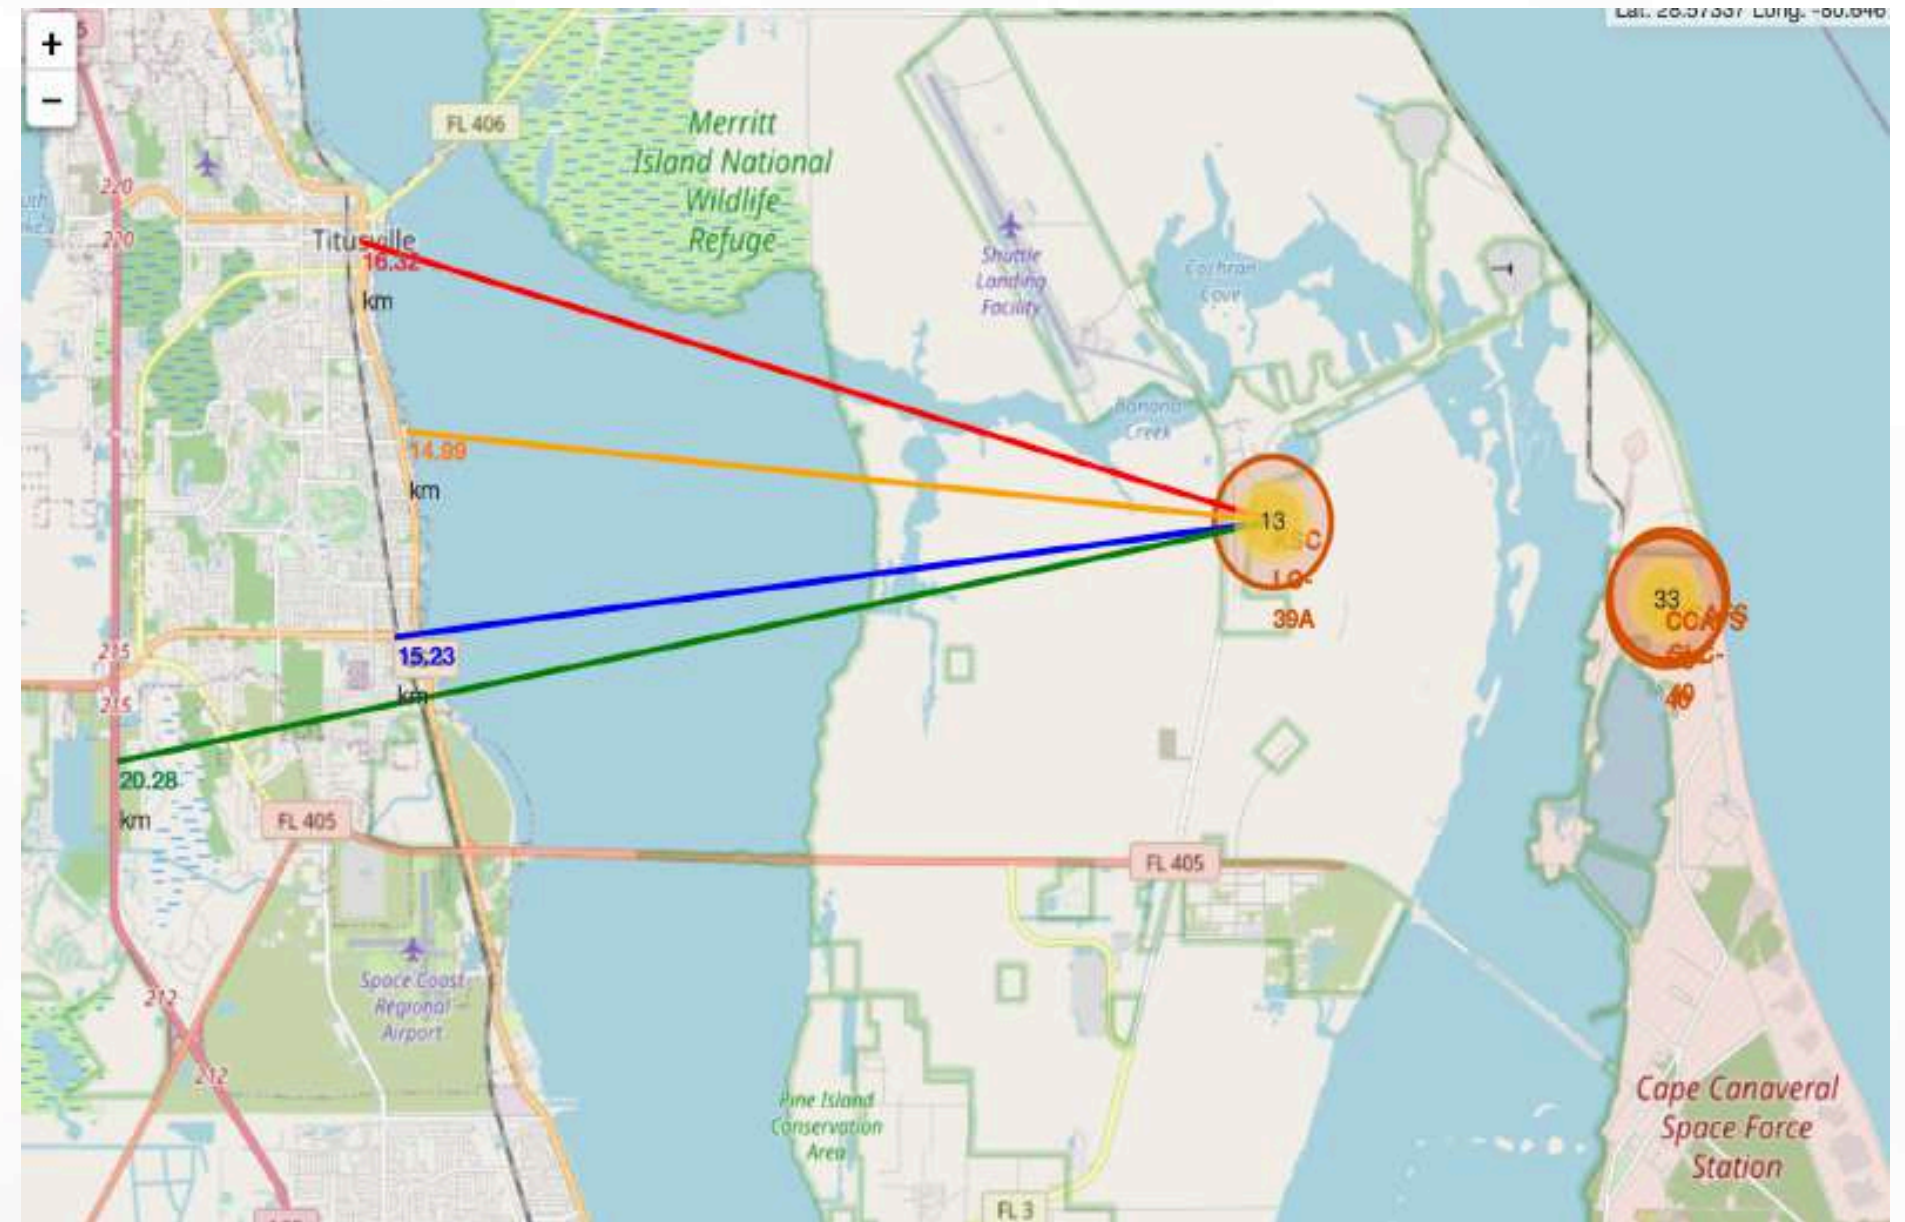 +
−
Lat: 28.57337 Long: -80.646
FL 406
Merritt
Island National
Wildlife
Refuge
220
220
Titusville
16.32
km
Shuttle
Landing
Facility
Cochran
Cove
Banana
Creek
14.99
km
13
KSC
LC-
39A
33
40
15.23
km
215
215
20.28
km
FL 405
FL 405
Space Coast
Regional
Airport
212
212
Pine Island
Conservation
Area
Cape Canaveral
Space Force
Station
FL 3